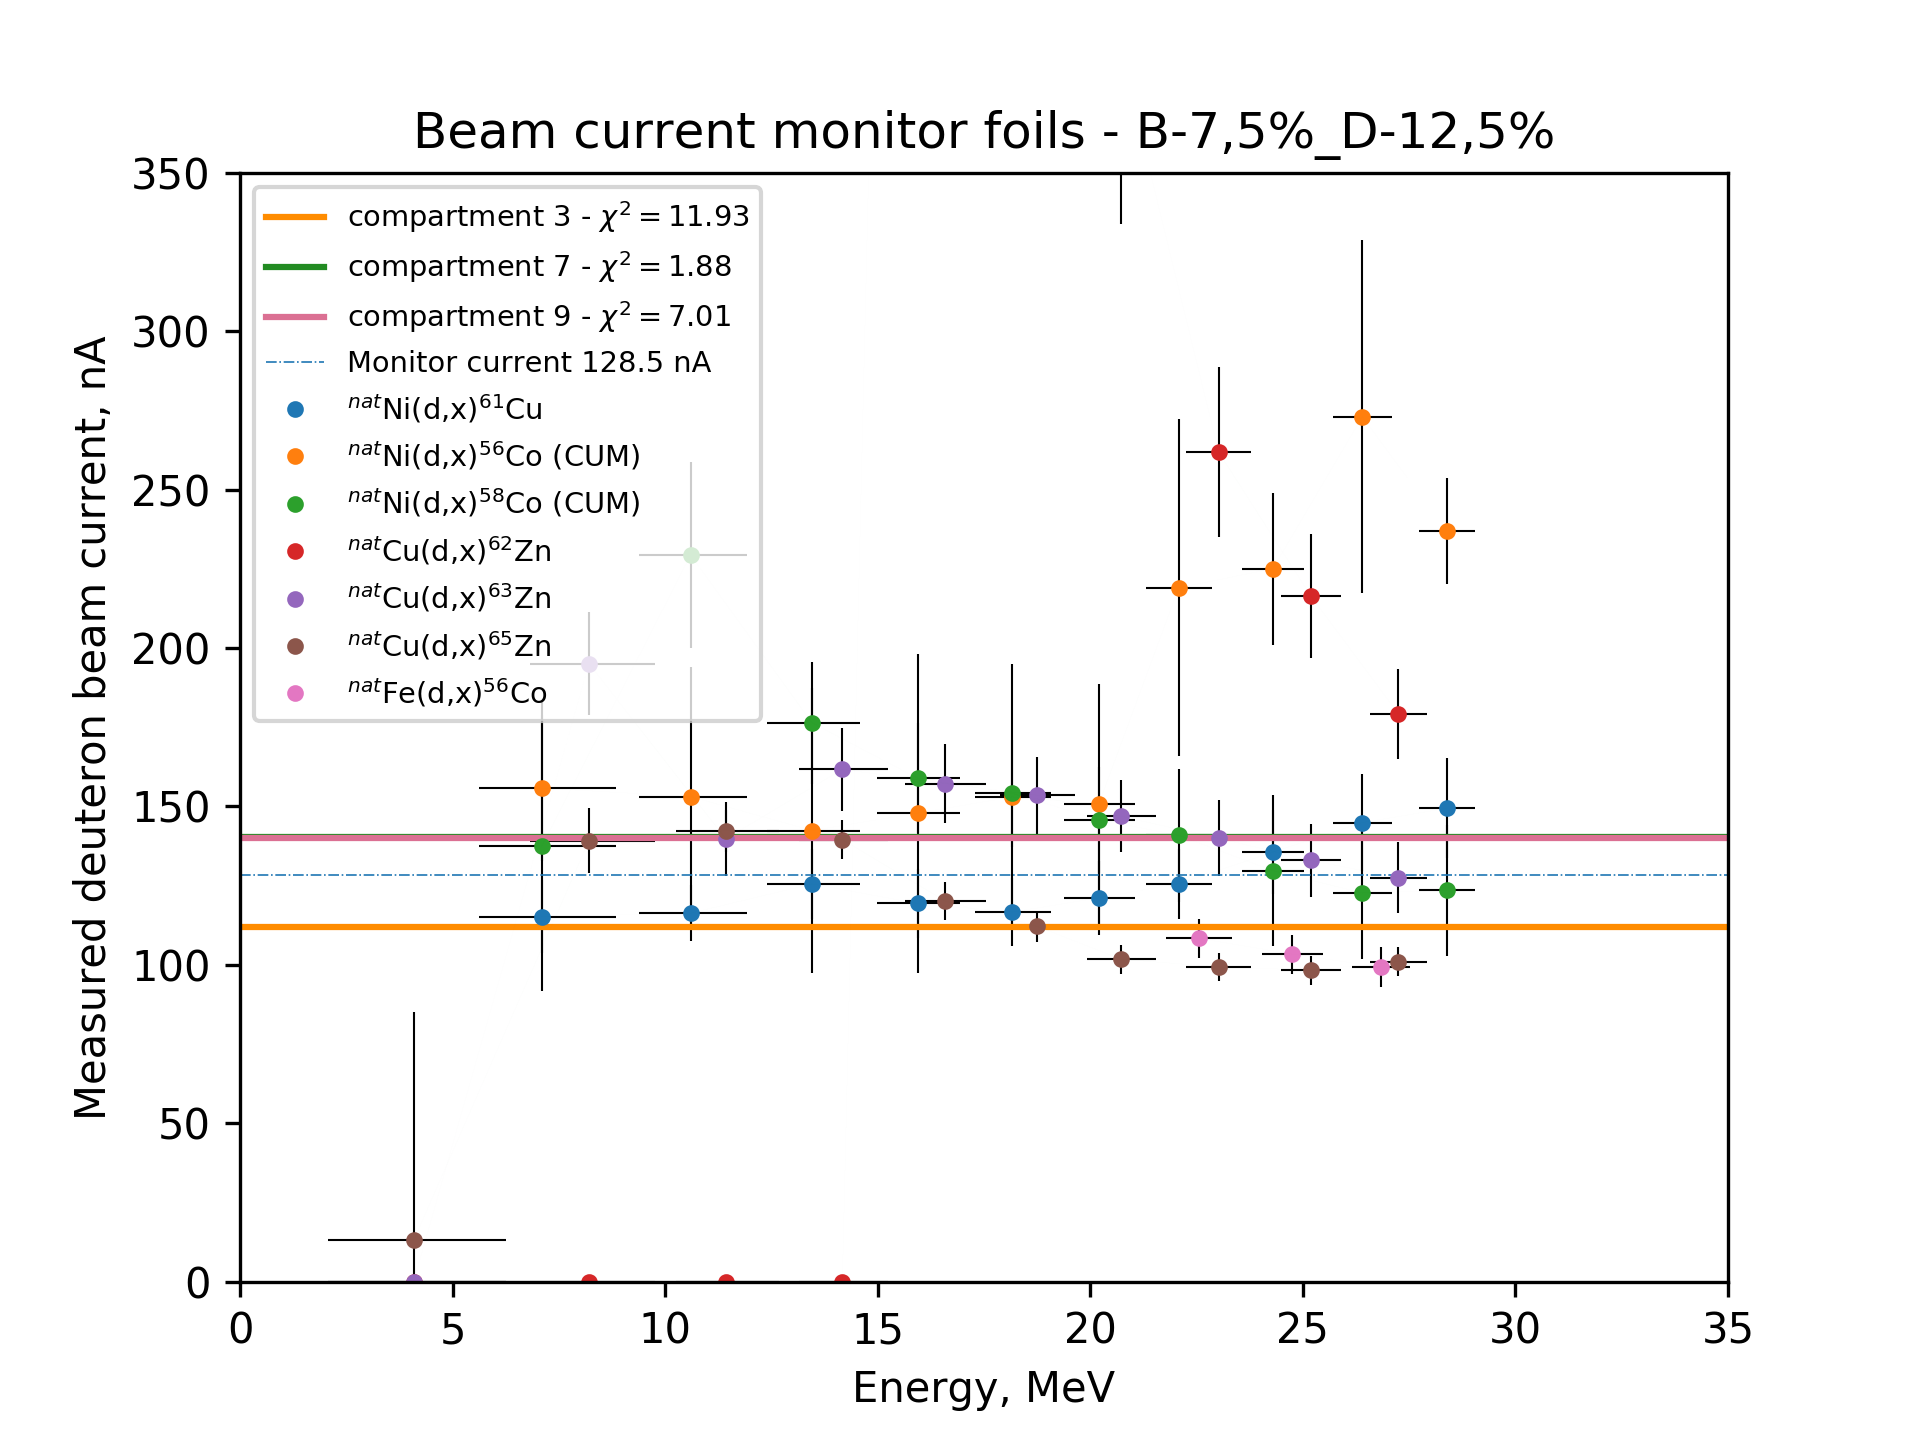 Beam current monitor foils - B-7,5%_D-12,5%
Measured deuteron beam current, nA
350
300
250
200
150
100
50
0
compartment 3 - χ² = 11.93
compartment 7 - χ² = 1.88
compartment 9 - χ² = 7.01
Monitor current 128.5 nA
ⁿᵃᵗNi(d,x)⁶¹Cu
ⁿᵃᵗNi(d,x)⁵⁶Co (CUM)
ⁿᵃᵗNi(d,x)⁵⁸Co (CUM)
ⁿᵃᵗCu(d,x)⁶²Zn
ⁿᵃᵗCu(d,x)⁶³Zn
ⁿᵃᵗCu(d,x)⁶⁵Zn
ⁿᵃᵗFe(d,x)⁵⁶Co
0 5 10 15 20 25 30 35
Energy, MeV